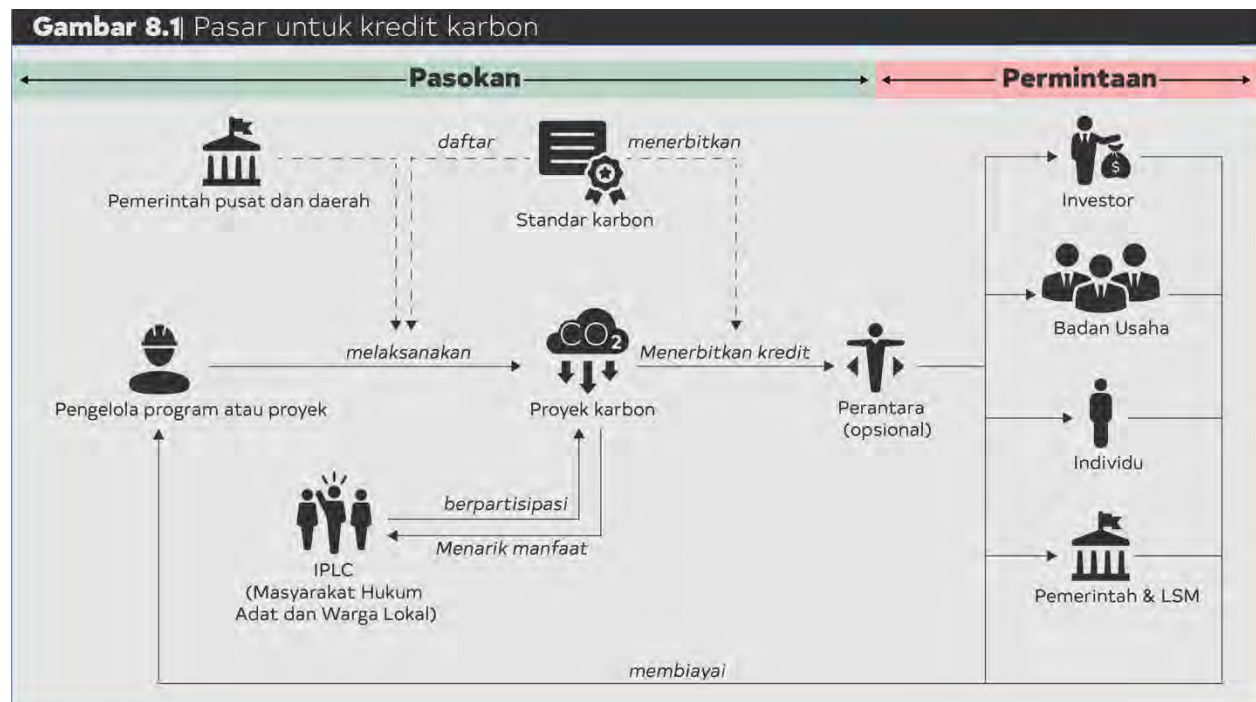 Gambar 8.1| Pasar untuk kredit karbon
Pasokan
Permintaan
daftar
menerbitkan
Pemerintah pusat dan daerah
Standar karbon
Investor
$
Badan Usaha
melaksanakan
CO2
Menerbitkan kredit
Pengelola program atau proyek
Proyek karbon
Perantara
(opsional)
Individu
berpartisipasi
Menarik manfaat
IPLC
(Masyarakat Hukum
Adat dan Warga Lokal)
Pemerintah & LSM
membiayai